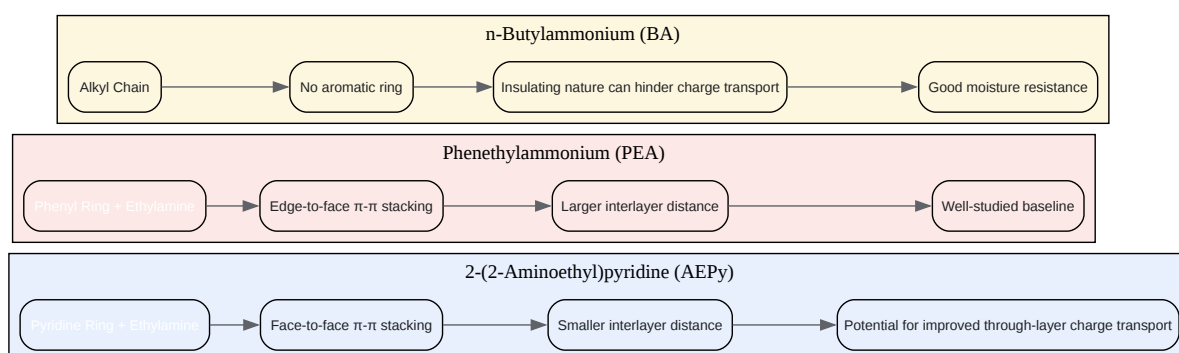 n-Butylammonium (BA)
Alkyl Chain
No aromatic ring
Insulating nature can hinder charge transport
Good moisture resistance
Phenethylammonium (PEA)
Phenyl Ring + Ethylamine
Edge-to-face π-π stacking
Larger interlayer distance
Well-studied baseline
2-(2-Aminoethyl)pyridine (AEPy)
Pyridine Ring + Ethylamine
Face-to-face π-π stacking
Smaller interlayer distance
Potential for improved through-layer charge transport